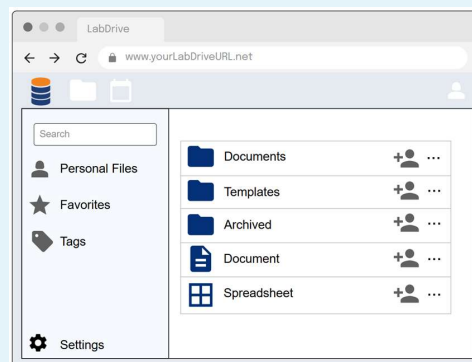 LabDrive
www.yourLabDriveURL.net
Search
Personal Files
Favorites
Tags
Settings
Documents
Templates
Archived
Document
Spreadsheet